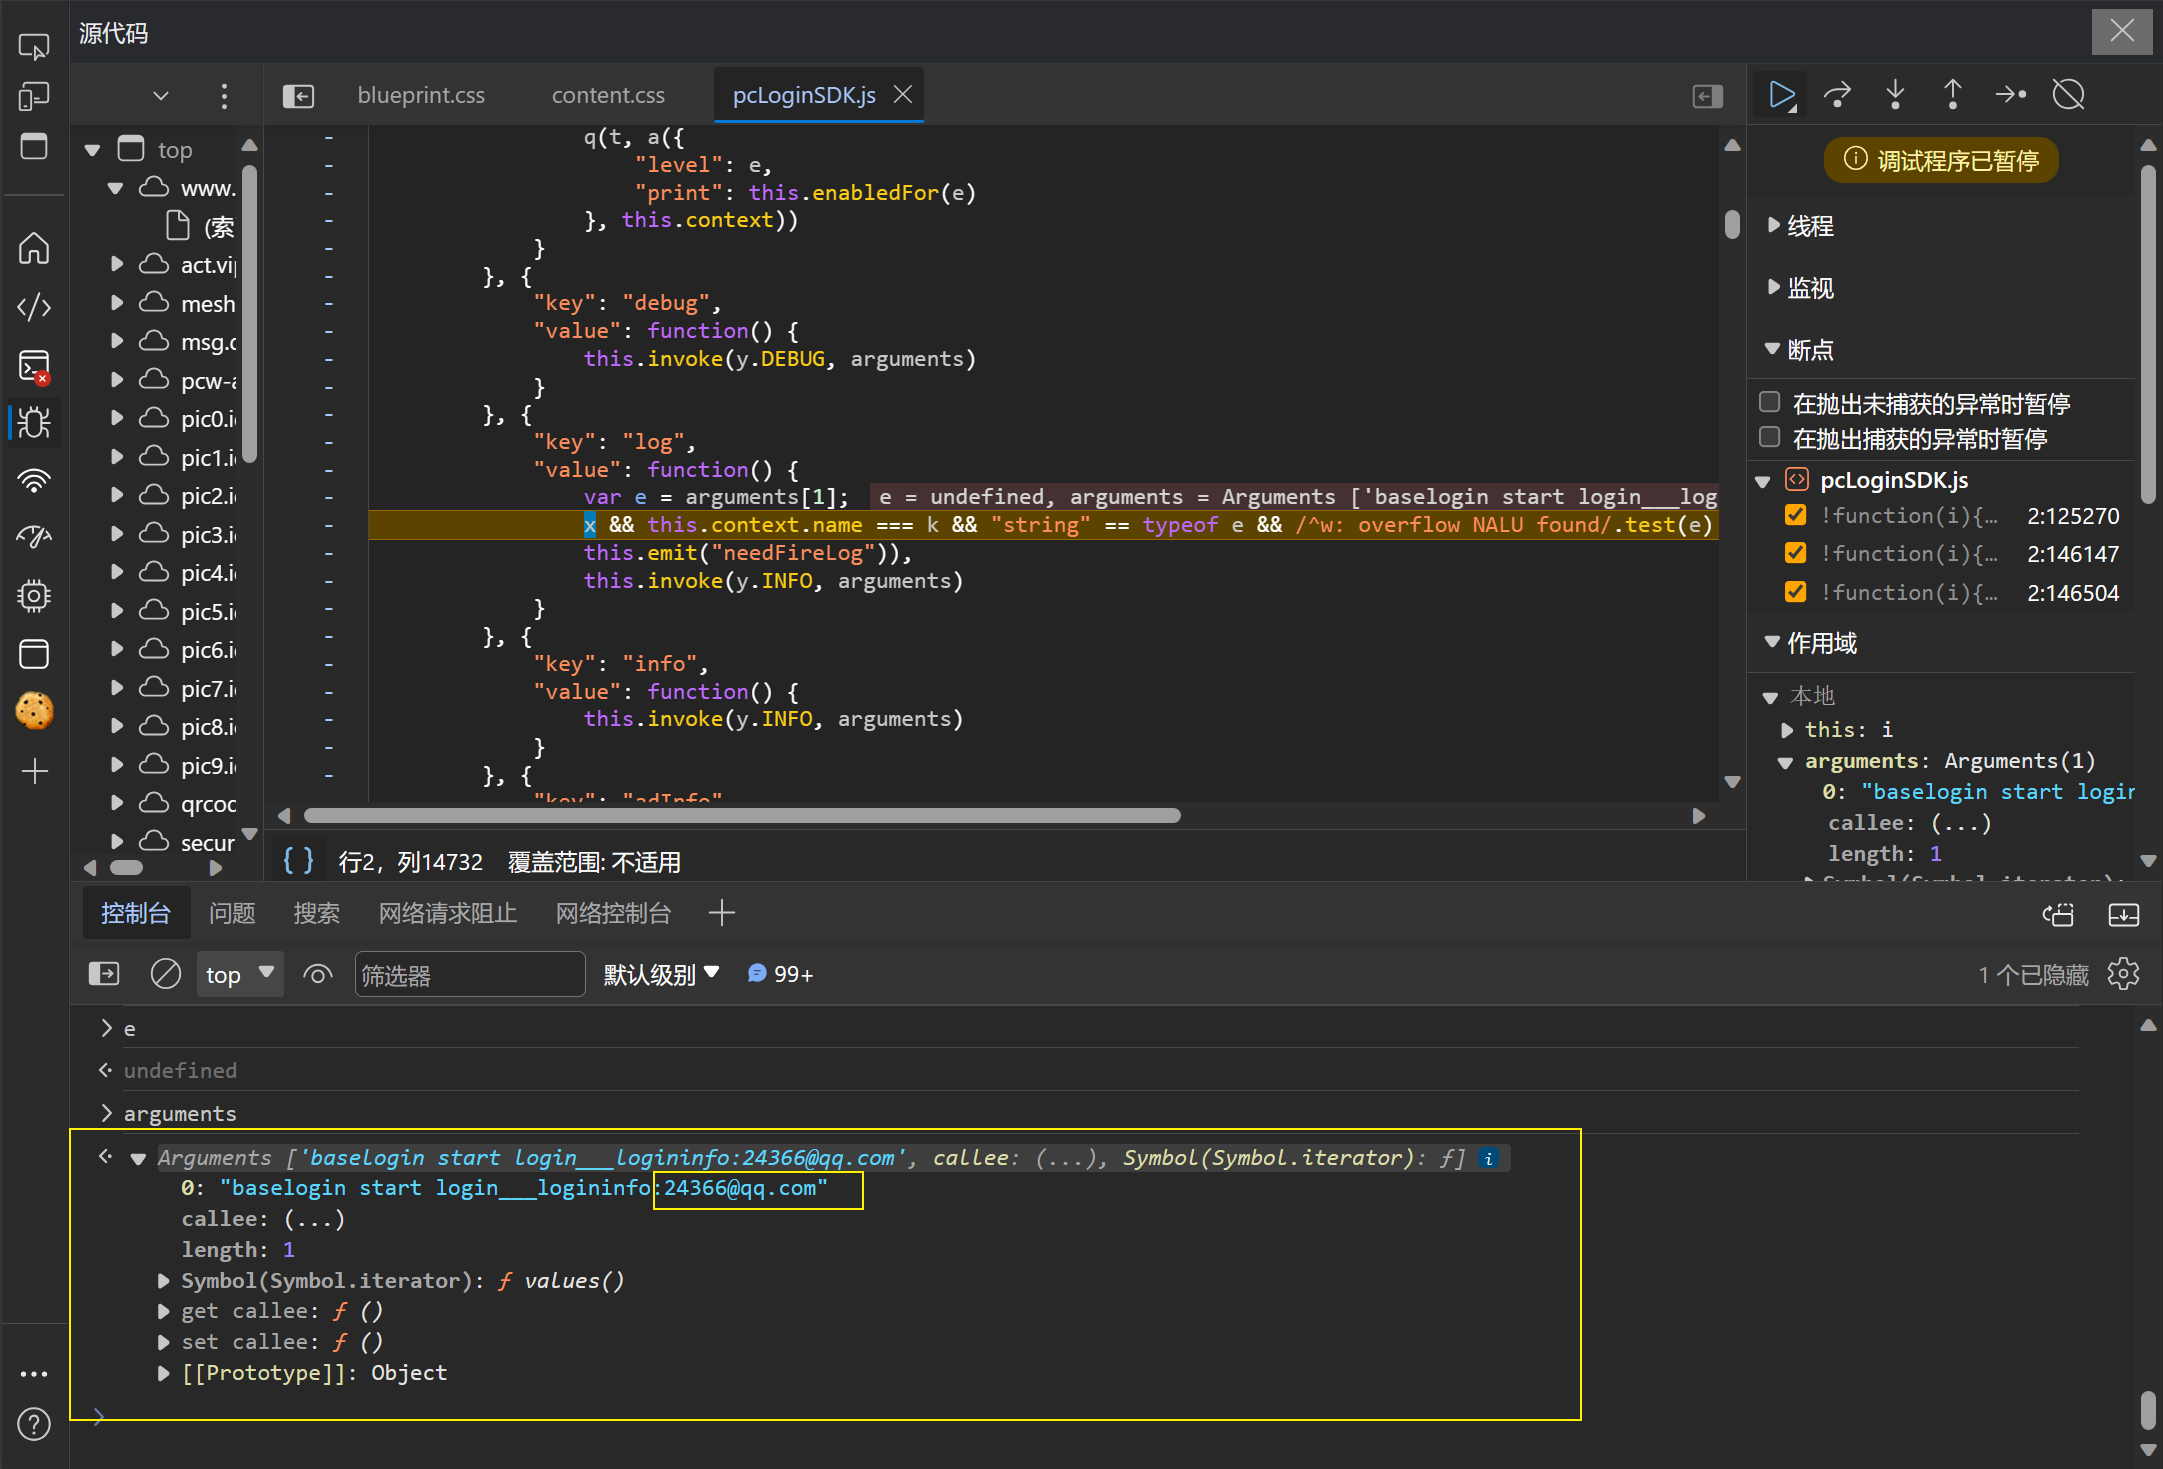 源代码
blueprint.css
content.css
pcLoginSDK.js
top
www.
(索
act.vi
mesh
msg.c
pcw-a
pic0.i
pic1.i
pic2.i
pic3.i
pic4.i
pic5.i
pic6.i
pic7.i
pic8.i
pic9.i
qrcoc
secur
q(t, a({
"level": e,
"print": this.enabledFor(e)
}, this.context))
}
}, {
"key": "debug",
"value": function() {
this.invoke(y.DEBUG, arguments)
}
}, {
"key": "log",
"value": function() {
var e = arguments[1]; e = undefined, arguments = Arguments ['baselogin start login___log
x && this.context.name === k && "string" == typeof e && /^w: overflow NALU found/.test(e)
this.emit("needFireLog")),
this.invoke(y.INFO, arguments)
}
}, {
"key": "info",
"value": function() {
this.invoke(y.INFO, arguments)
}
}, {
"key": "adInfo"
{ } 行2，列14732 覆盖范围: 不适用
调试程序已暂停
线程
监视
断点
在抛出未捕获的异常时暂停
在抛出捕获的异常时暂停
pcLoginSDK.js
!function(i){… 2:125270
!function(i){… 2:146147
!function(i){… 2:146504
作用域
本地
this: i
arguments: Arguments(1)
0: "baselogin start login
callee: (...)
length: 1
Symbol(Symbol.iterator):
控制台 问题 搜索 网络请求阻止 网络控制台
top 筛选器 默认级别 99+ 1 个已隐藏
e
undefined
arguments
Arguments ['baselogin start login___logininfo:24366@qq.com', callee: (...), Symbol(Symbol.iterator): ƒ] i
0: "baselogin start login___logininfo:24366@qq.com"
callee: (...)
length: 1
Symbol(Symbol.iterator): ƒ values()
get callee: ƒ ()
set callee: ƒ ()
[[Prototype]]: Object